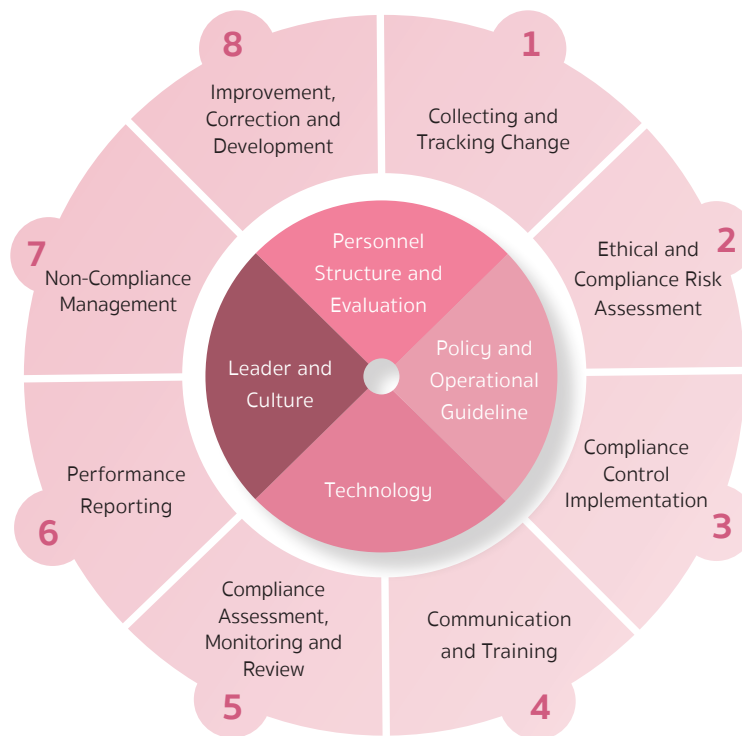 1
Collecting and
Tracking Change
2
Ethical and
Compliance Risk
Assessment
3
Compliance
Control
Implementation
4
Communication
and Training
5
Compliance
Assessment,
Monitoring and
Review
6
Performance
Reporting
7
Non-Compliance
Management
8
Improvement,
Correction and
Development
Personnel
Structure and
Evaluation
Policy and
Operational
Guideline
Technology
Leader and
Culture